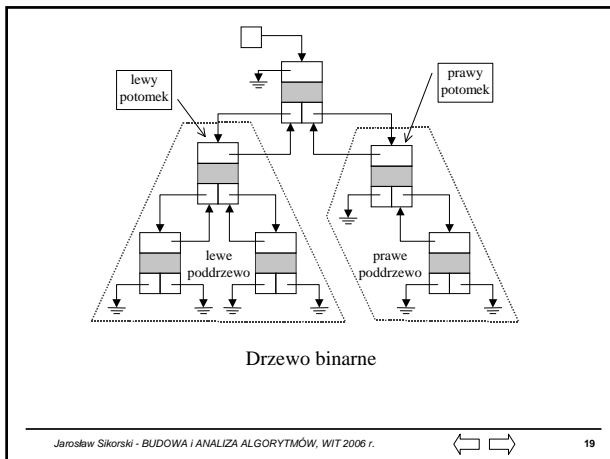 lewy
potomek
prawy
potomek
lewe
poddrzewo
prawe
poddrzewo
Drzewo binarne
Jarosław Sikorski - BUDOWA i ANALIZA ALGORYTMÓW, WIT 2006 r.
19